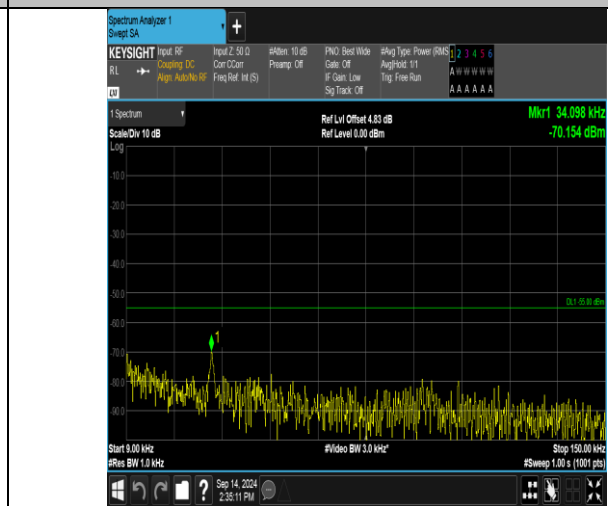 Spectrum Analyzer 1
Swept SA
+
KEYSIGHT
RL
LXI
Input: RF
Coupling: DC
Align: Auto/No RF
Input Z: 50 Ω
Corr CCorr
Freq Ref: Int (S)
#Atten: 10 dB
Preamp: Off
PNO: Best Wide
Gate: Off
IF Gain: Low
Sig Track: Off
#Avg Type: Power (RMS
Avg|Hold: 1/1
Trig: Free Run
1 2 3 4 5 6
A W W W W W
A A A A A A
1 Spectrum
Scale/Div 10 dB
Log
Ref Lvl Offset 4.83 dB
Ref Level 0.00 dBm
Mkr1 34.098 kHz
-70.154 dBm
-10.0
-20.0
-30.0
-40.0
-50.0
DL1 -55.00 dBm
-60.0
1
-70.0
-80.0
-90.0
Start 9.00 kHz
#Res BW 1.0 kHz
#Video BW 3.0 kHz*
Stop 150.00 kHz
#Sweep 1.00 s (1001 pts)
?
Sep 14, 2024
2:35:11 PM